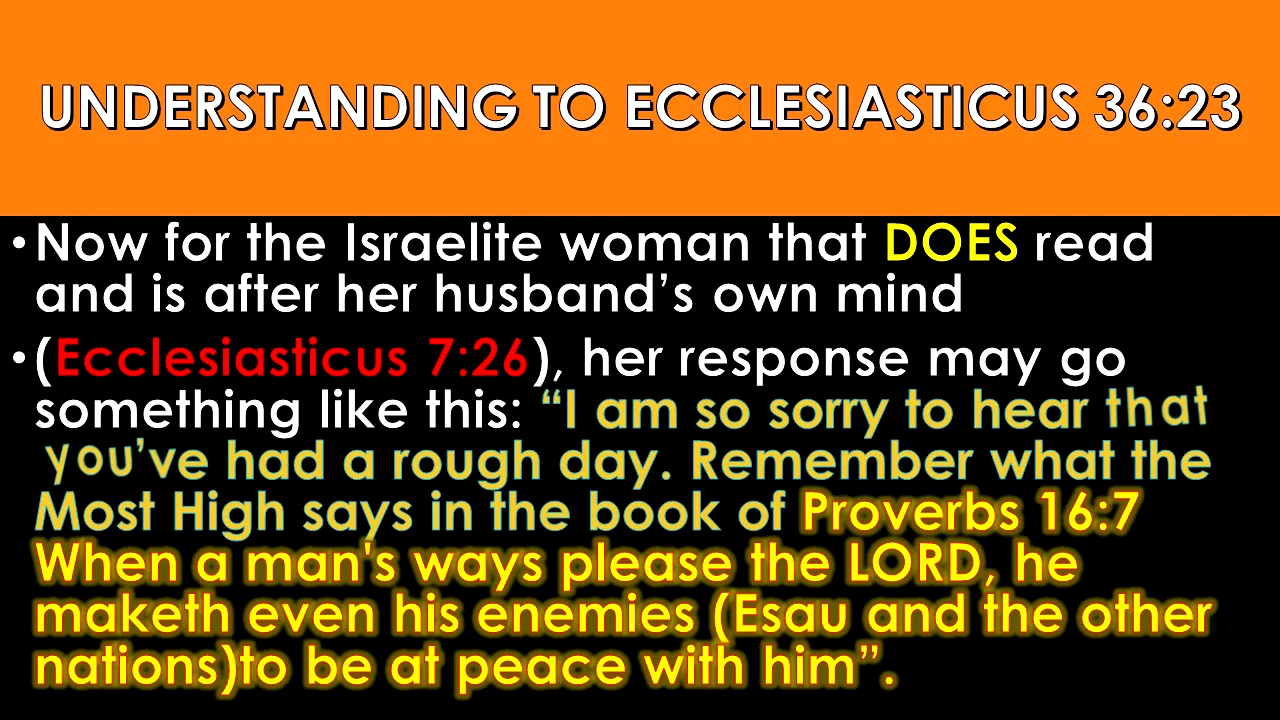 UNDERSTANDING TO ECCLESIASTICUS 36:23
• Now for the Israelite woman that DOES read
and is after her husband’s own mind
• (Ecclesiasticus 7:26), her response may go
something like this: “I am so sorry to hear that
you’ve had a rough day. Remember what the
Most High says in the book of Proverbs 16:7
When a man's ways please the LORD, he
maketh even his enemies (Esau and the other
nations)to be at peace with him”.